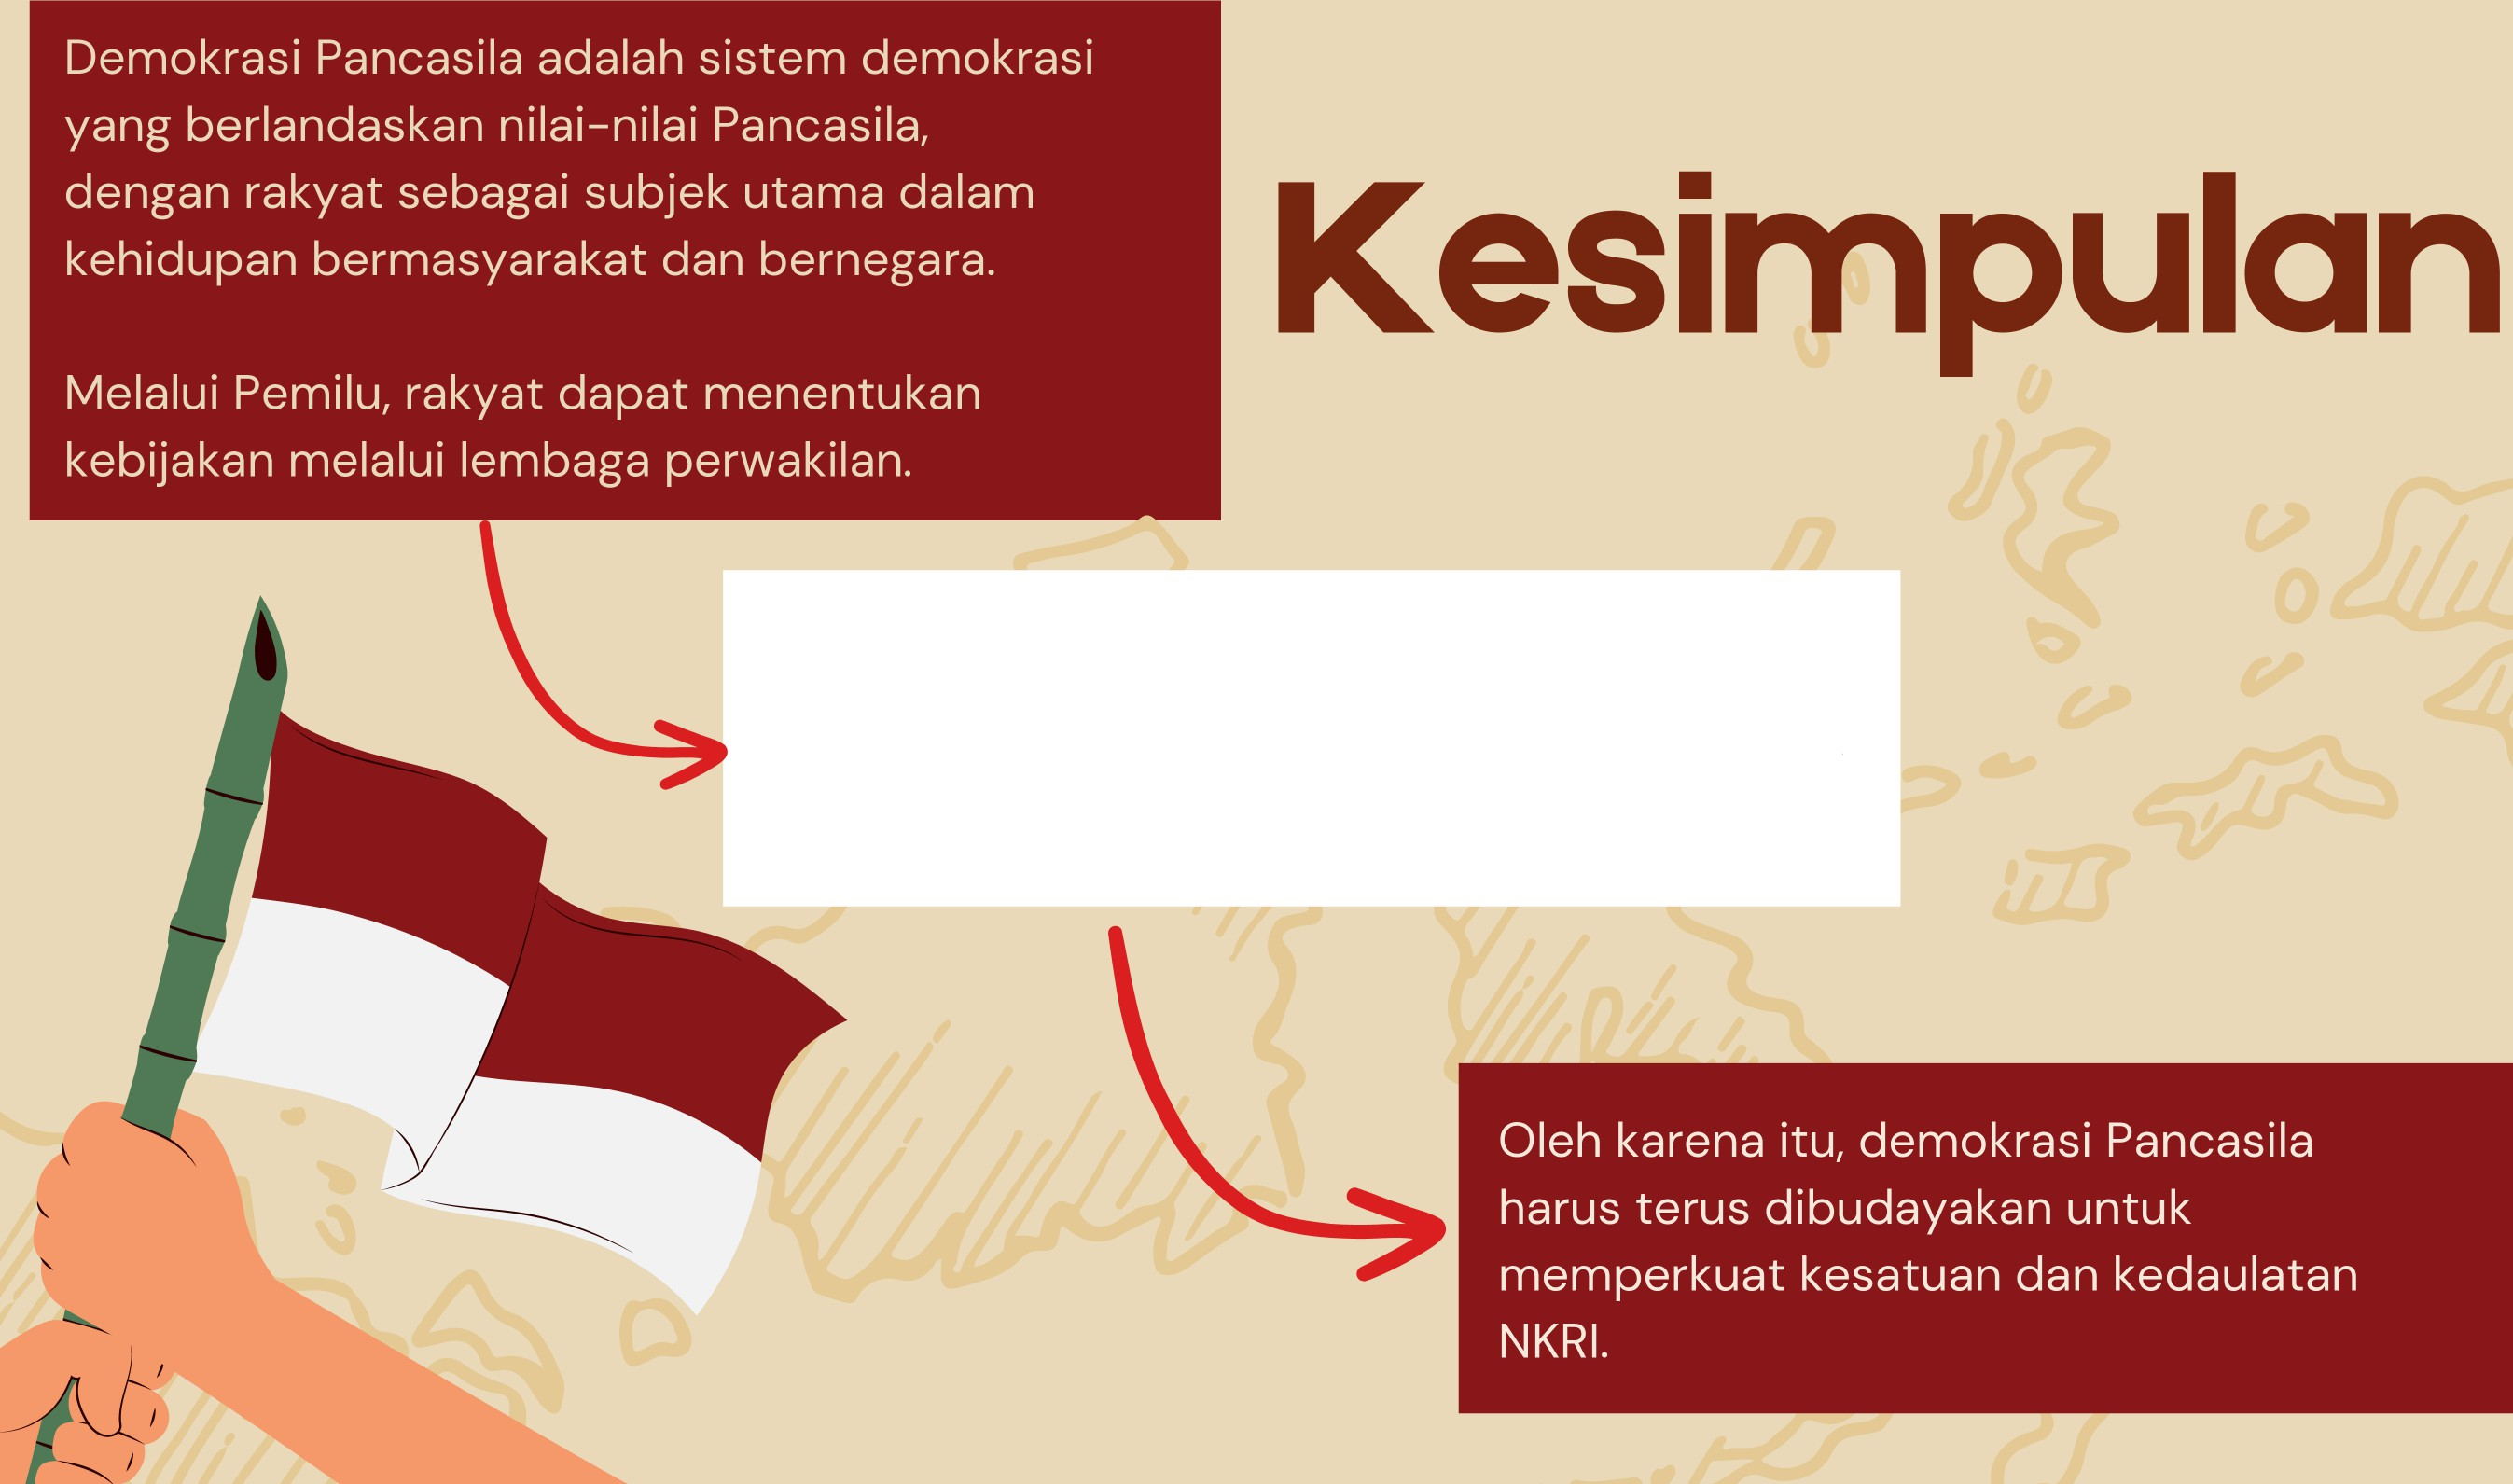 Demokrasi Pancasila adalah sistem demokrasi
yang berlandaskan nilai-nilai Pancasila,
dengan rakyat sebagai subjek utama dalam
kehidupan bermasyarakat dan bernegara.
Melalui Pemilu, rakyat dapat menentukan
kebijakan melalui lembaga perwakilan.
Kesimpulan
Oleh karena itu, demokrasi Pancasila
harus terus dibudayakan untuk
memperkuat kesatuan dan kedaulatan
NKRI.